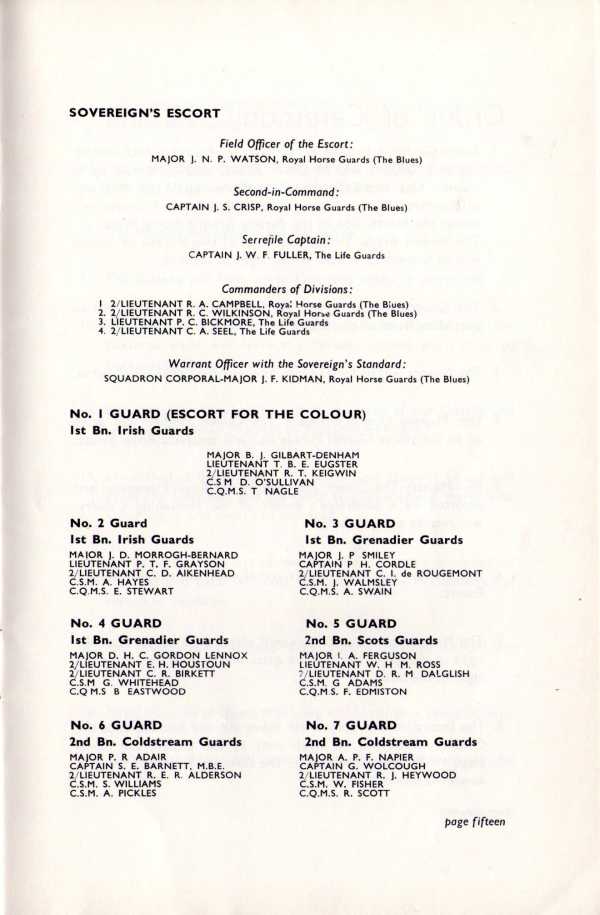 SOVEREIGN'S ESCORT
Field Officer of the Escort:
MAJOR J. N. P. WATSON, Royal Horse Guards (The Blues)
Second-in-Command:
CAPTAIN J. S. CRISP, Royal Horse Guards (The Blues)
Serrefile Captain:
CAPTAIN J. W F. FULLER, The Life Guards
Commanders of Divisions:
1 2/LIEUTENANT R. A. CAMPBELL, Royal Horse Guards (The Blues)
2. 2/LIEUTENANT R. C. WILKINSON, Royal Horse Guards (The Blues)
3. LIEUTENANT P. C. BICKMORE, The Life Guards
4. 2/LIEUTENANT C. A. SEEL, The Life Guards
Warrant Officer with the Sovereign's Standard:
SQUADRON CORPORAL-MAJOR J. F. KIDMAN, Royal Horse Guards (The Blues)
No. 1 GUARD (ESCORT FOR THE COLOUR)
1st Bn. Irish Guards
MAJOR B. J. GILBART-DENHAM
LIEUTENANT T. B. E. EUGSTER
2/LIEUTENANT R. T. KEIGWIN
C.S M D. O'SULLIVAN
C.Q.M.S. T NAGLE
No. 2 Guard
1st Bn. Irish Guards
MAJOR J. D. MORROGH-BERNARD
LIEUTENANT P. T. F. GRAYSON
2/LIEUTENANT C. D. AIKENHEAD
C.S.M. A. HAYES
C.Q.M.S. E. STEWART
No. 3 GUARD
1st Bn. Grenadier Guards
MAJOR J. P SMILEY
CAPTAIN P H. CORDLE
2/LIEUTENANT C. I. de ROUGEMONT
C.S.M. J. WALMSLEY
C.Q.M.S. A. SWAIN
No. 4 GUARD
1st Bn. Grenadier Guards
MAJOR D. H. C. GORDON LENNOX
2/LIEUTENANT E. H. HOUSTOUN
2/LIEUTENANT C. R. BIRKETT
C.S.M G. WHITEHEAD
C.Q M.S B EASTWOOD
No. 5 GUARD
2nd Bn. Scots Guards
MAJOR I. A. FERGUSON
LIEUTENANT W. H M. ROSS
2/LIEUTENANT D. R. M DALGLISH
C.S.M. G ADAMS
C.Q.M.S. F. EDMISTON
No. 6 GUARD
2nd Bn. Coldstream Guards
MAJOR P. R ADAIR
CAPTAIN S. E. BARNETT, M.B.E.
2/LIEUTENANT R. E. R. ALDERSON
C.S.M. S. WILLIAMS
C.S.M. A. PICKLES
No. 7 GUARD
2nd Bn. Coldstream Guards
MAJOR A. P. F. NAPIER
CAPTAIN G. WOLCOUGH
2/LIEUTENANT R. J. HEYWOOD
C.S.M. W. FISHER
C.Q.M.S. R. SCOTT
page fifteen